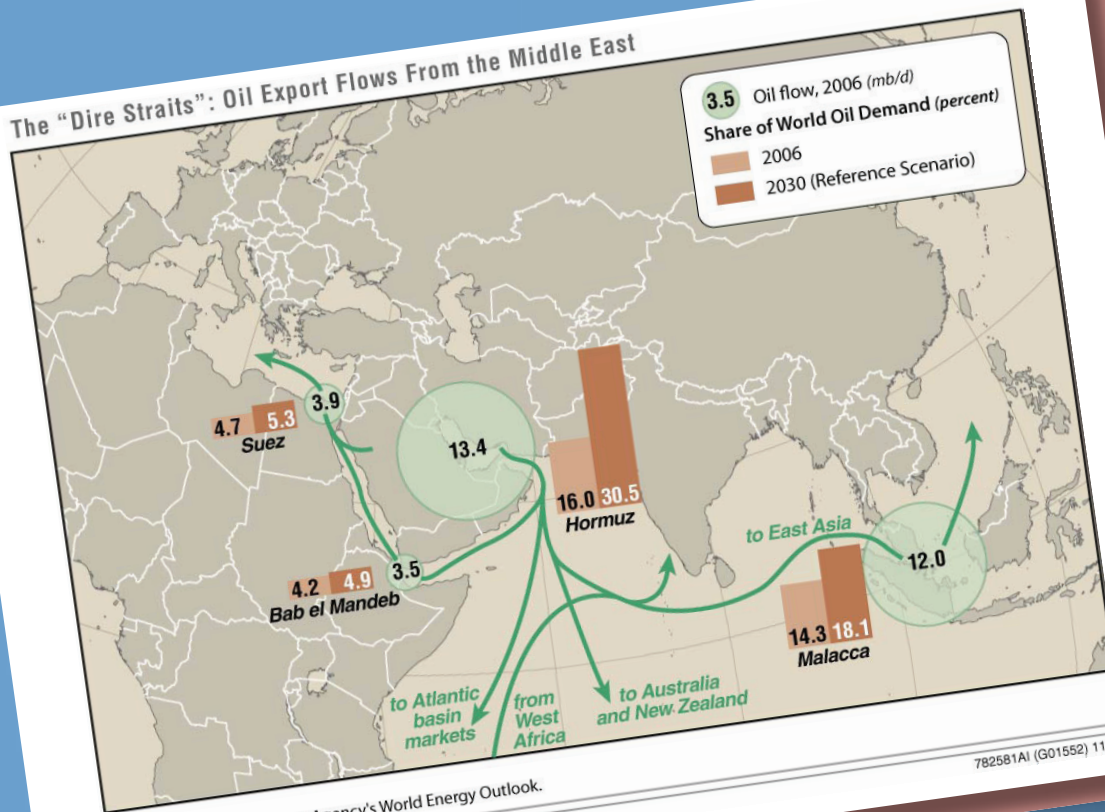 The "Dire Straits": Oil Export Flows From the Middle East
3.5 Oil flow, 2006 (mb/d)
Share of World Oil Demand (percent)
2006
2030 (Reference Scenario)
3.9
4.7 5.3
Suez
13.4
16.0 30.5
Hormuz
3.5
4.2 4.9
Bab el Mandeb
to East Asia
12.0
14.3 18.1
Malacca
to Atlantic
basin
markets
from
West
Africa
to Australia
and New Zealand
World Energy Outlook.
782581AI (G01552) 11